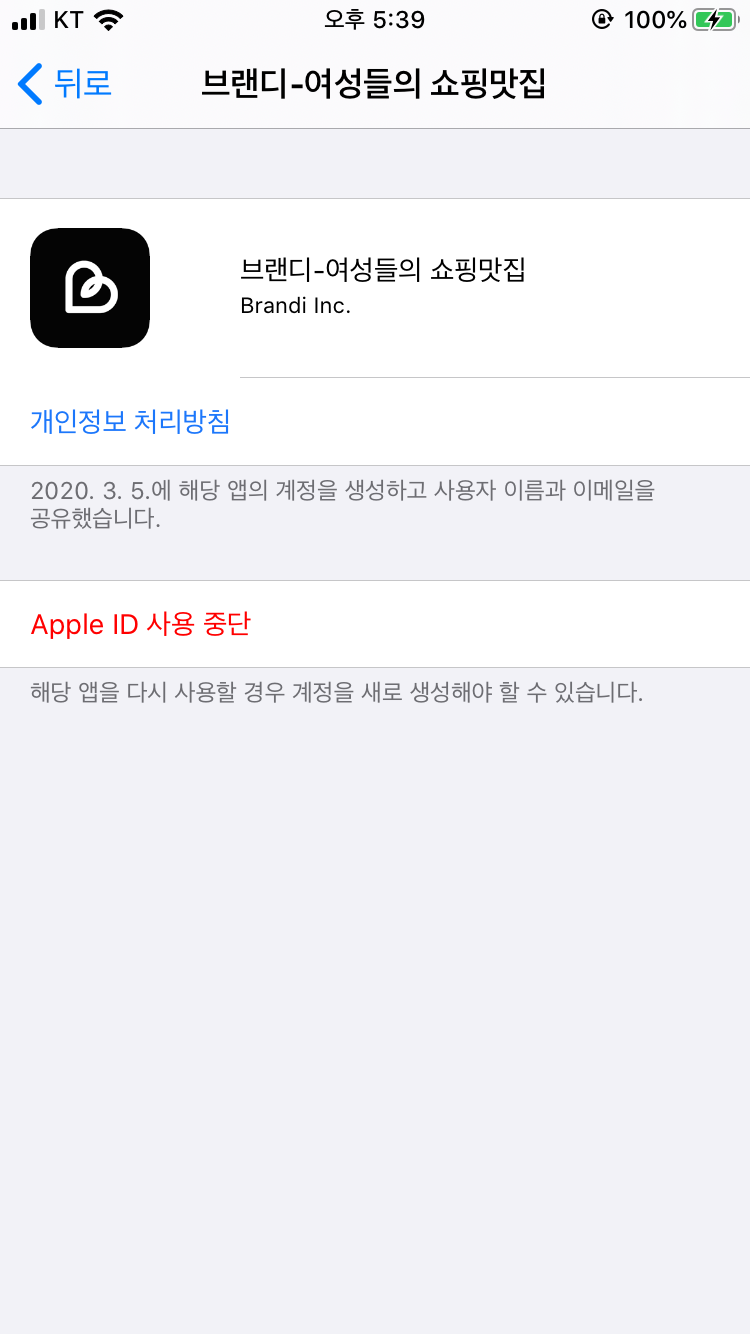 KT 오후 5:39 100%
뒤로 브랜디-여성들의 쇼핑맛집
브랜디-여성들의 쇼핑맛집
Brandi Inc.
개인정보 처리방침
2020. 3. 5.에 해당 앱의 계정을 생성하고 사용자 이름과 이메일을
공유했습니다.
Apple ID 사용 중단
해당 앱을 다시 사용할 경우 계정을 새로 생성해야 할 수 있습니다.